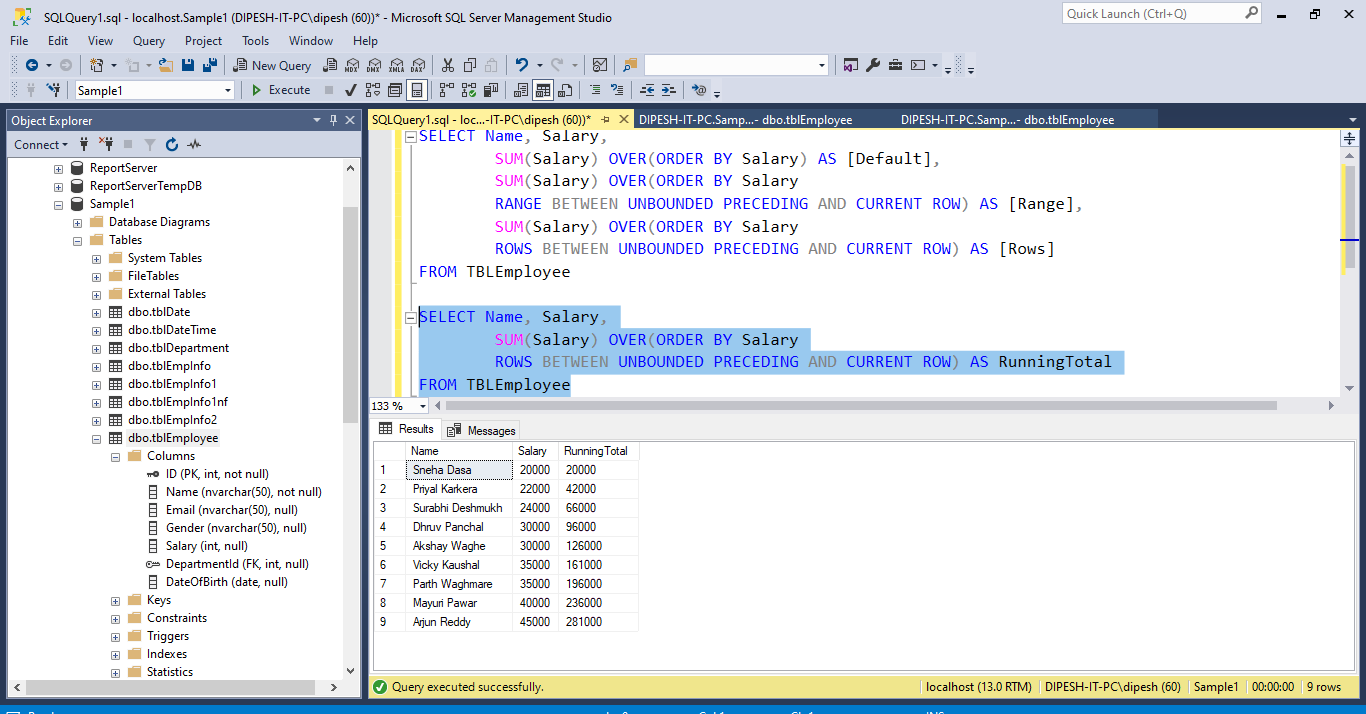 SQLQuery1.sql - localhost.Sample1 (DIPESH-IT-PC\dipesh (60))* - Microsoft SQL Server Management Studio
Quick Launch (Ctrl+Q)
File Edit View Query Project Tools Window Help
New Query MDX DMX XMLA DAX
Sample1 Execute
Object Explorer
Connect
ReportServer
ReportServerTempDB
Sample1
Database Diagrams
Tables
System Tables
FileTables
External Tables
dbo.tblDate
dbo.tblDateTime
dbo.tblDepartment
dbo.tblEmpInfo
dbo.tblEmpInfo1
dbo.tblEmpInfo1nf
dbo.tblEmpInfo2
dbo.tblEmployee
Columns
ID (PK, int, not null)
Name (nvarchar(50), not null)
Email (nvarchar(50), null)
Gender (nvarchar(50), null)
Salary (int, null)
DepartmentId (FK, int, null)
DateOfBirth (date, null)
Keys
Constraints
Triggers
Indexes
Statistics
SQLQuery1.sql - loc...-IT-PC\dipesh (60))* DIPESH-IT-PC.Samp...- dbo.tblEmployee DIPESH-IT-PC.Samp...- dbo.tblEmployee
SELECT Name, Salary,
SUM(Salary) OVER(ORDER BY Salary) AS [Default],
SUM(Salary) OVER(ORDER BY Salary
RANGE BETWEEN UNBOUNDED PRECEDING AND CURRENT ROW) AS [Range],
SUM(Salary) OVER(ORDER BY Salary
ROWS BETWEEN UNBOUNDED PRECEDING AND CURRENT ROW) AS [Rows]
FROM TBLEmployee
SELECT Name, Salary,
SUM(Salary) OVER(ORDER BY Salary
ROWS BETWEEN UNBOUNDED PRECEDING AND CURRENT ROW) AS RunningTotal
FROM TBLEmployee
133 %
Results Messages
Name Salary RunningTotal
1 Sneha Dasa 20000 20000
2 Priyal Karkera 22000 42000
3 Surabhi Deshmukh 24000 66000
4 Dhruv Panchal 30000 96000
5 Akshay Waghe 30000 126000
6 Vicky Kaushal 35000 161000
7 Parth Waghmare 35000 196000
8 Mayuri Pawar 40000 236000
9 Arjun Reddy 45000 281000
Query executed successfully. localhost (13.0 RTM) DIPESH-IT-PC\dipesh (60) Sample1 00:00:00 9 rows